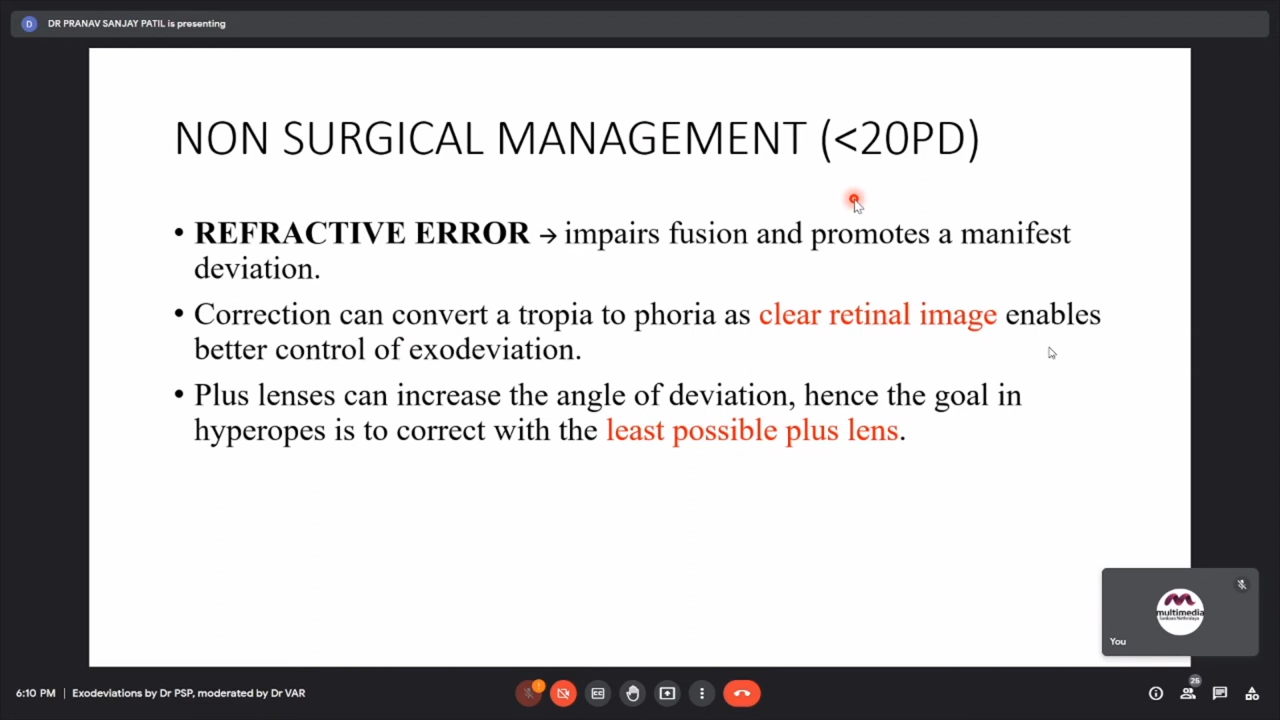 D DR PRANAV SANJAY PATIL is presenting
NON SURGICAL MANAGEMENT (<20PD)
• REFRACTIVE ERROR → impairs fusion and promotes a manifest
deviation.
• Correction can convert a tropia to phoria as clear retinal image enables
better control of exodeviation.
• Plus lenses can increase the angle of deviation, hence the goal in
hyperopes is to correct with the least possible plus lens.
multimedia
You
6:10 PM | Exodeviations by Dr PSP, moderated by Dr VAR